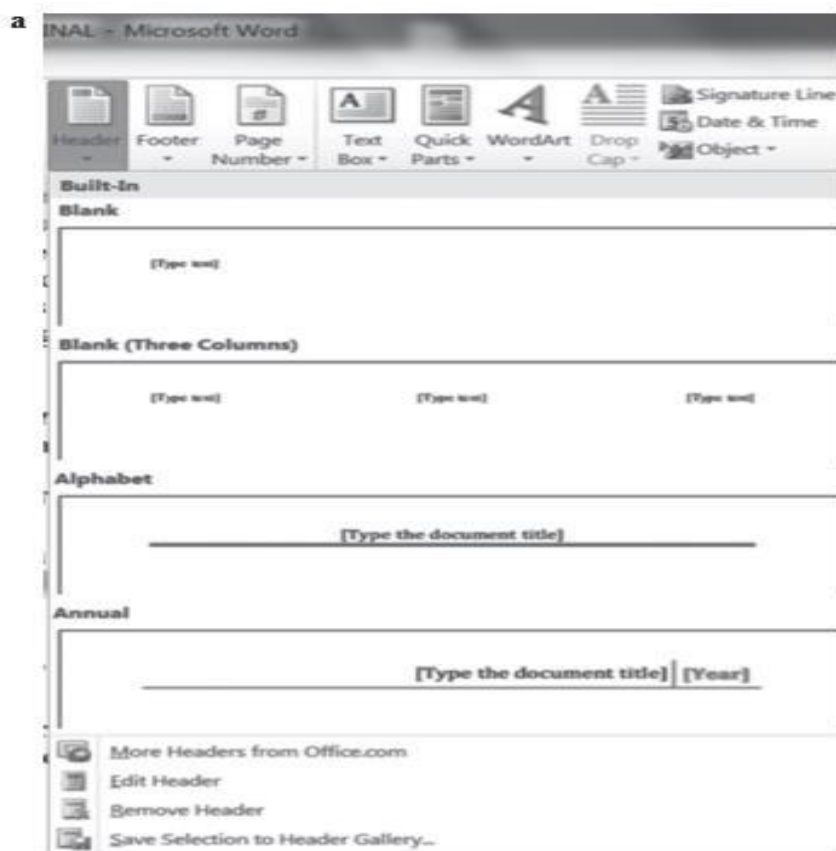 a
INAL - Microsoft Word
Header Footer Page Number Text Box Quick Parts WordArt Drop Cap Signature Line
Date & Time
Object
Built-In
Blank
[Type text]
Blank (Three Columns)
[Type text] [Type text] [Type text]
Alphabet
[Type the document title]
Annual
[Type the document title] [Year]
More Headers from Office.com
Edit Header
Remove Header
Save Selection to Header Gallery...